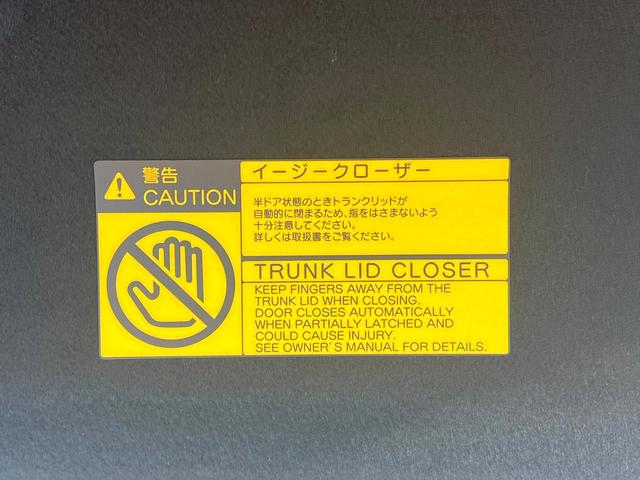 警告
CAUTION
イージークローザー
半ドア状態のときトランクリッドが
自動的に閉まるため、指をはさまないよう
十分注意してください。
詳しくは取扱書をご覧ください。
TRUNK LID CLOSER
KEEP FINGERS AWAY FROM THE
TRUNK LID WHEN CLOSING.
DOOR CLOSES AUTOMATICALLY
WHEN PARTIALLY LATCHED AND
COULD CAUSE INJURY.
SEE OWNER'S MANUAL FOR DETAILS.